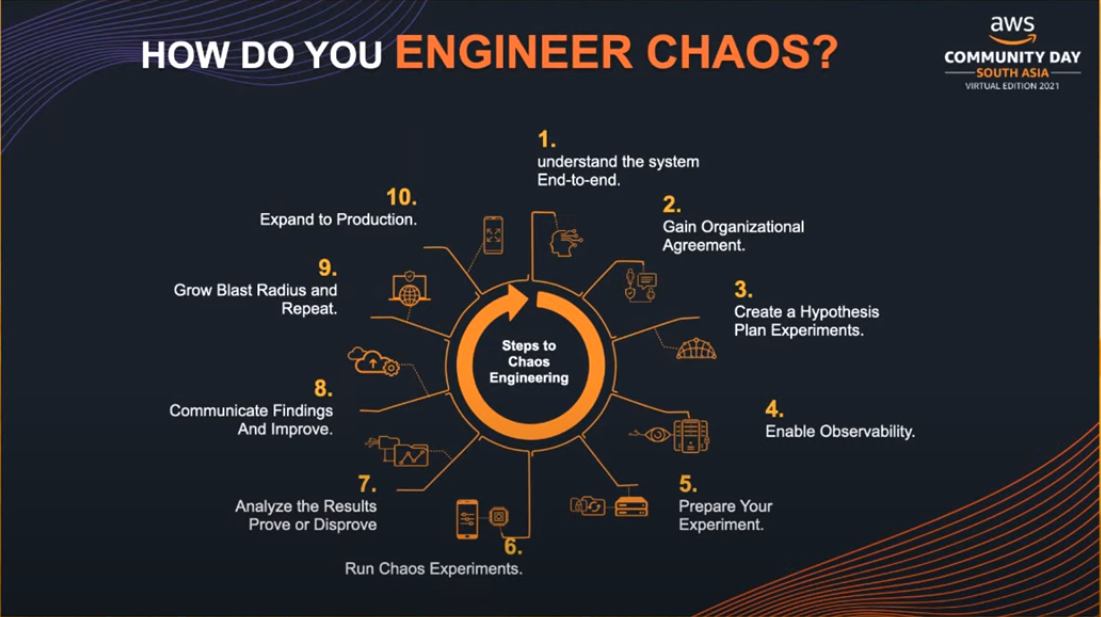 HOW DO YOU ENGINEER CHAOS?
aws
COMMUNITY DAY
SOUTH ASIA
VIRTUAL EDITION 2021
1.
understand the system
End-to-end.
2.
Gain Organizational
Agreement.
3.
Create a Hypothesis
Plan Experiments.
4.
Enable Observability.
5.
Prepare Your
Experiment.
6.
Run Chaos Experiments.
7.
Analyze the Results
Prove or Disprove
8.
Communicate Findings
And Improve.
9.
Grow Blast Radius and
Repeat.
10.
Expand to Production.
Steps to
Chaos
Engineering